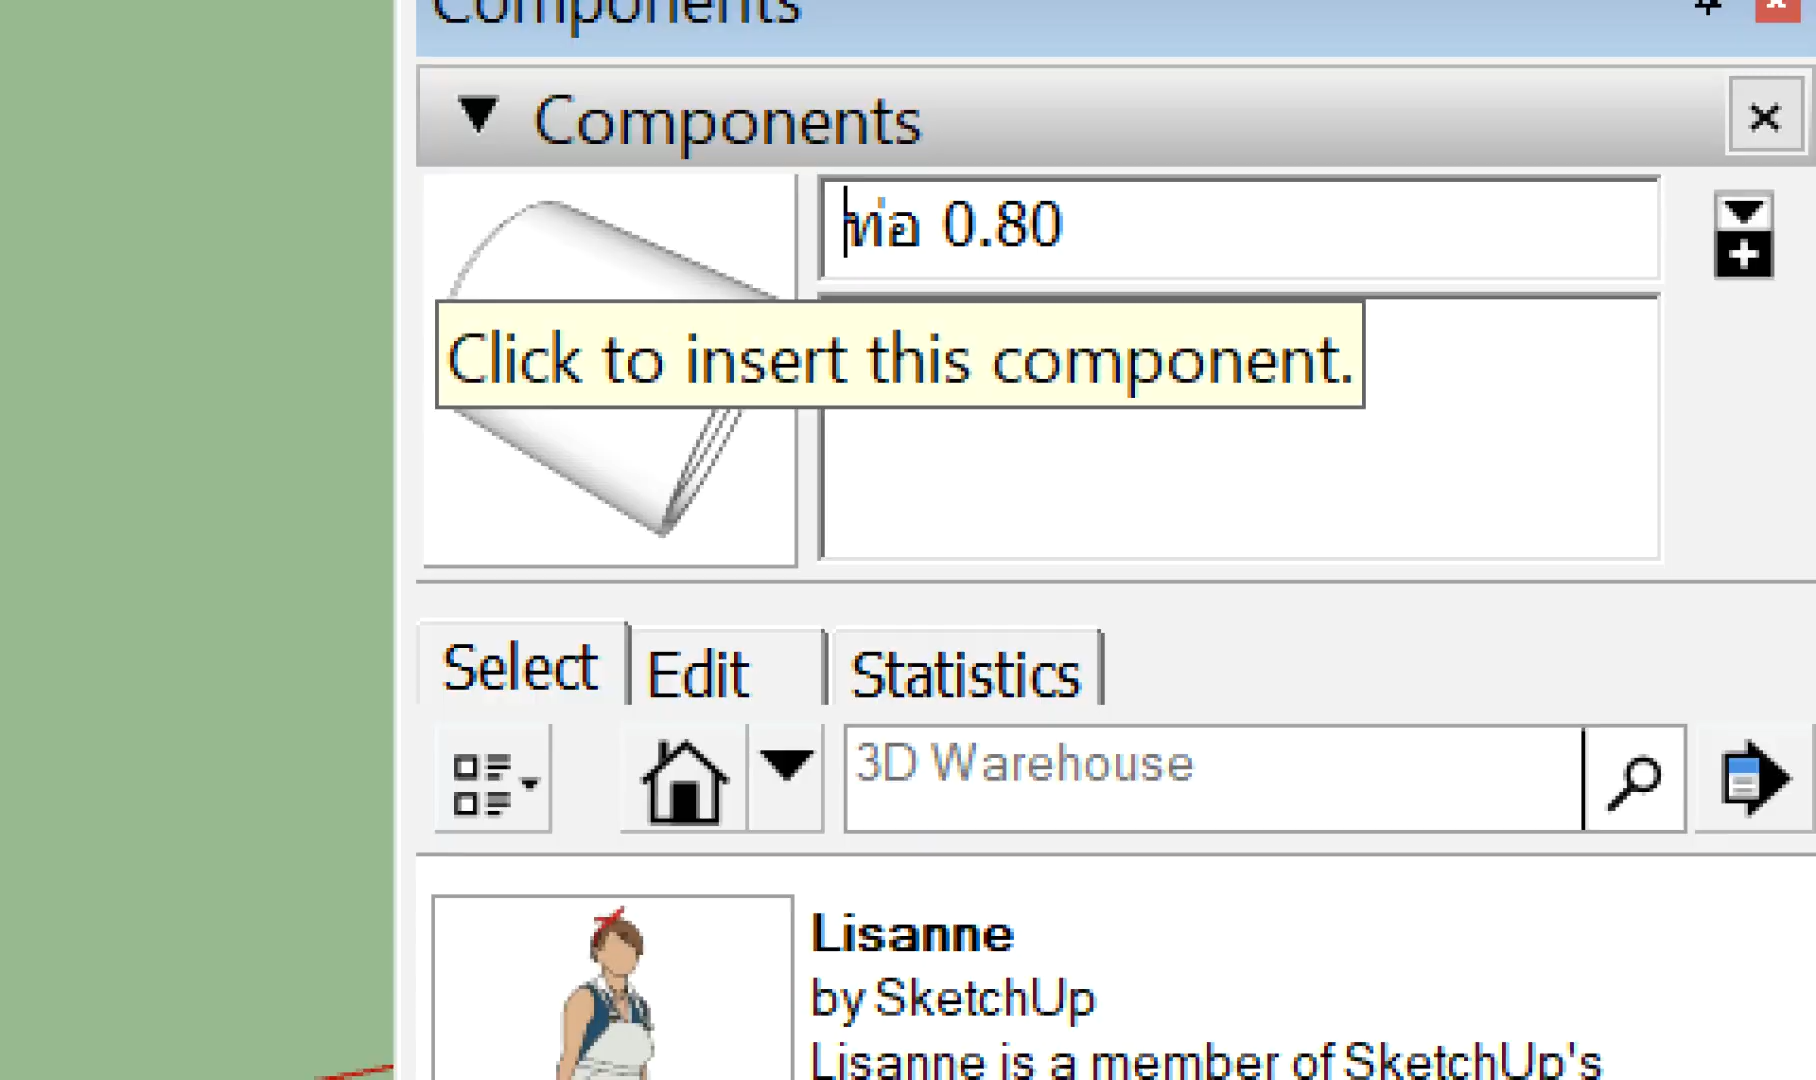 Components
Components
ท่อ 0.80
Click to insert this component.
Select Edit Statistics
3D Warehouse
Lisanne
by SketchUp
Lisanne is a member of SketchUp's